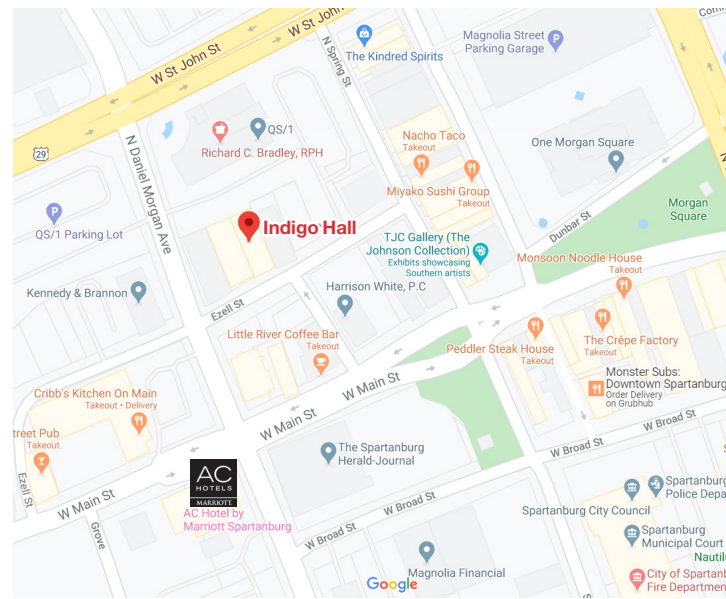 W St John St
W St John St
N Spring St
The Kindred Spirits
Magnolia Street
Parking Garage
P
29
N Daniel Morgan Ave
QS/1
Richard C. Bradley, RPH
Nacho Taco
Takeout
One Morgan Square
Miyako Sushi Group
Takeout
Morgan
Square
P
QS/1 Parking Lot
Indigo Hall
Dunbar St
TJC Gallery (The
Johnson Collection)
Exhibits showcasing
Southern artists
Monsoon Noodle House
Takeout
Kennedy & Brannon
Ezell St
Harrison White, P.C
Little River Coffee Bar
Takeout
Peddler Steak House
Takeout
The Crêpe Factory
Takeout
Monster Subs:
Downtown Spartanburg
Order Delivery
on Grubhub
W Main St
Cribb's Kitchen On Main
Takeout • Delivery
treet Pub
Takeout
W Main St
The Spartanburg
Herald-Journal
W Broad St
W Broad St
Ezell St
AC
HOTELS
MARRIOTT
AC Hotel by
Marriott Spartanburg
W Main St
Grove
Spartanburg
Police Depa
Spartanburg City Council
W Broad St
Spartanburg
Municipal Court
Nautil
Magnolia Financial
City of Spartanb
Fire Department
Google